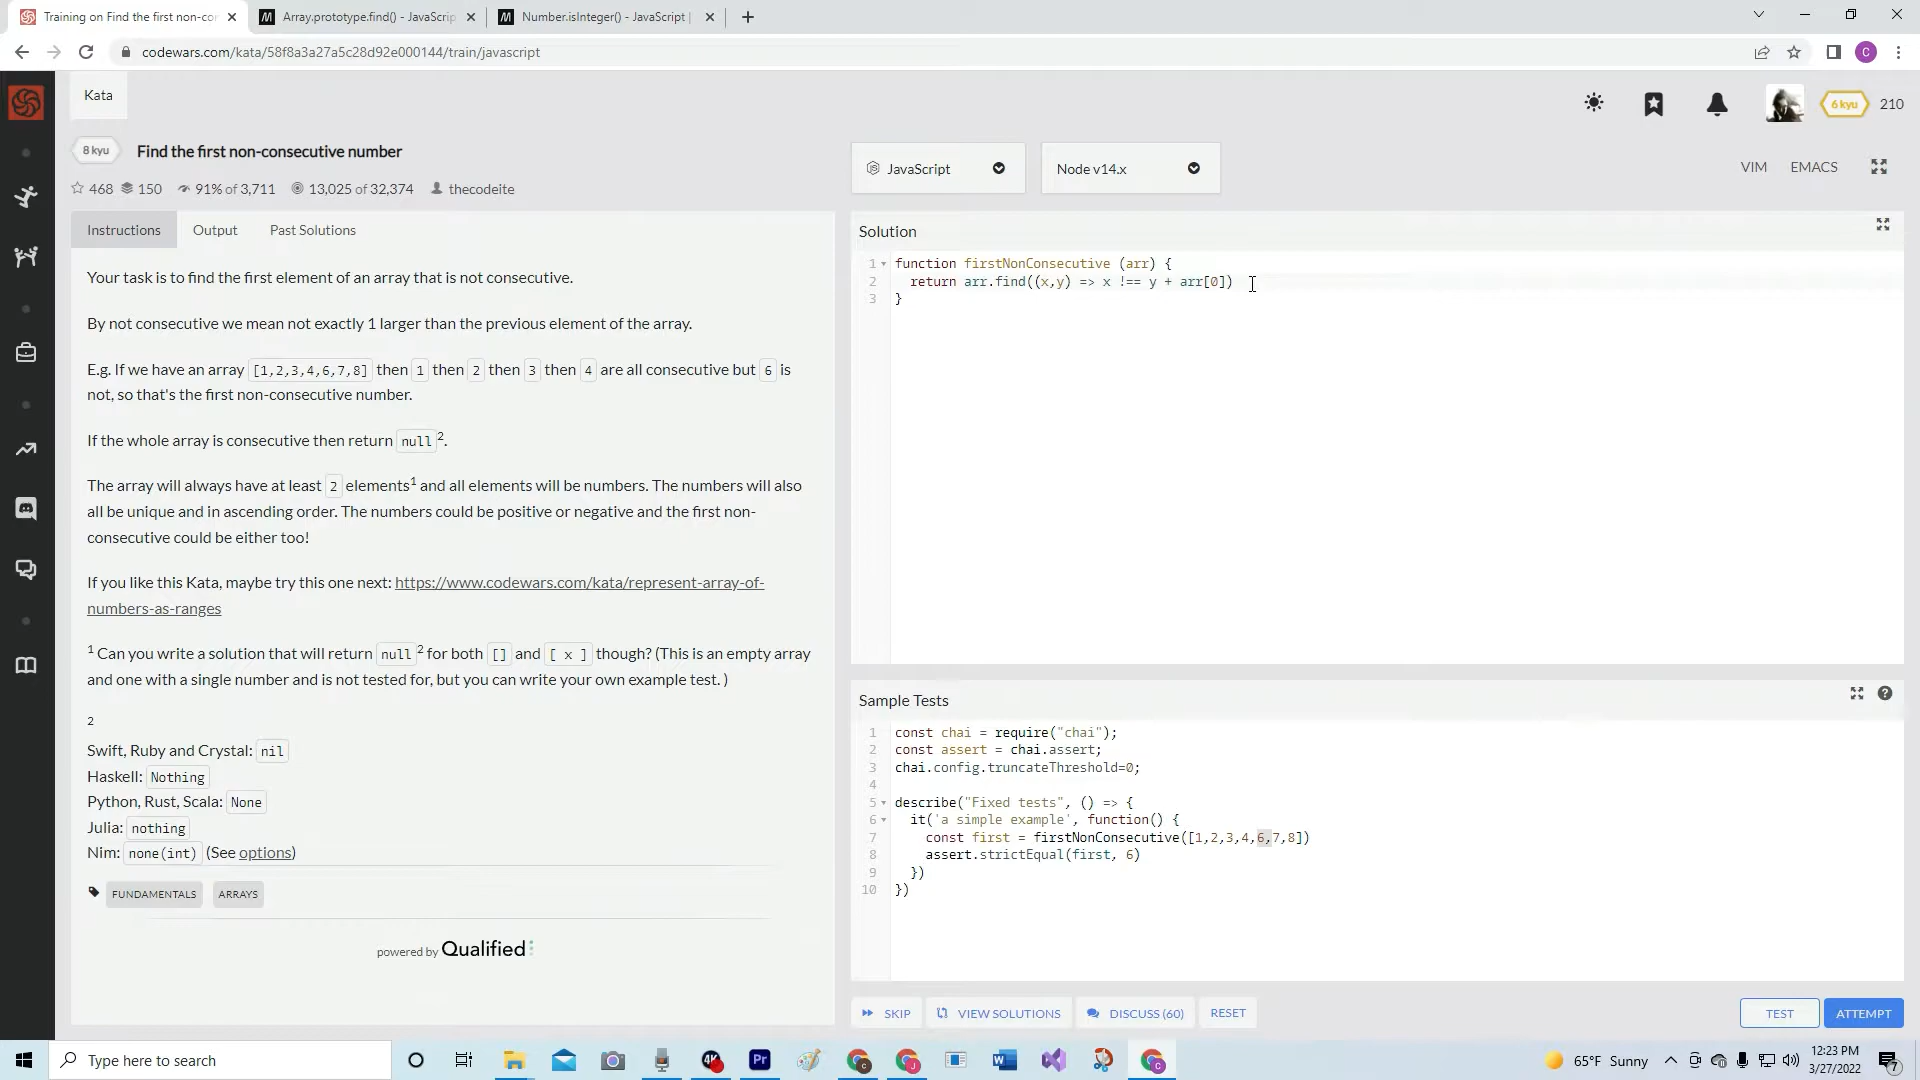 Training on Find the first non-co
Array.prototype.find() - JavaScrip
Number.isInteger() - JavaScript |
codewars.com/kata/58f8a3a27a5c28d92e000144/train/javascript
C
Kata
6 kyu
210
8 kyu
Find the first non-consecutive number
468
150
91% of 3,711
13,025 of 32,374
thecodeite
JavaScript
Node v14.x
VIM
EMACS
Instructions
Output
Past Solutions
Your task is to find the first element of an array that is not consecutive.
By not consecutive we mean not exactly 1 larger than the previous element of the array.
E.g. If we have an array [1,2,3,4,6,7,8] then 1 then 2 then 3 then 4 are all consecutive but 6 is
not, so that's the first non-consecutive number.
If the whole array is consecutive then return null 2.
The array will always have at least 2 elements1 and all elements will be numbers. The numbers will also
all be unique and in ascending order. The numbers could be positive or negative and the first non-
consecutive could be either too!
If you like this Kata, maybe try this one next: https://www.codewars.com/kata/represent-array-of-
numbers-as-ranges
1 Can you write a solution that will return null 2 for both [] and [ x ] though? (This is an empty array
and one with a single number and is not tested for, but you can write your own example test. )
2
Swift, Ruby and Crystal: nil
Haskell: Nothing
Python, Rust, Scala: None
Julia: nothing
Nim: none(int) (See options)
FUNDAMENTALS
ARRAYS
powered by Qualified
Solution
1 function firstNonConsecutive (arr) {
2 return arr.find((x,y) => x !== y + arr[0])
3 }
Sample Tests
1 const chai = require("chai");
2 const assert = chai.assert;
3 chai.config.truncateThreshold=0;
4
5 describe("Fixed tests", () => {
6 it('a simple example', function() {
7 const first = firstNonConsecutive([1,2,3,4,6,7,8])
8 assert.strictEqual(first, 6)
9 })
10 })
SKIP
VIEW SOLUTIONS
DISCUSS (60)
RESET
TEST
ATTEMPT
Type here to search
4K
Pr
65°F Sunny
12:23 PM
3/27/2022
7